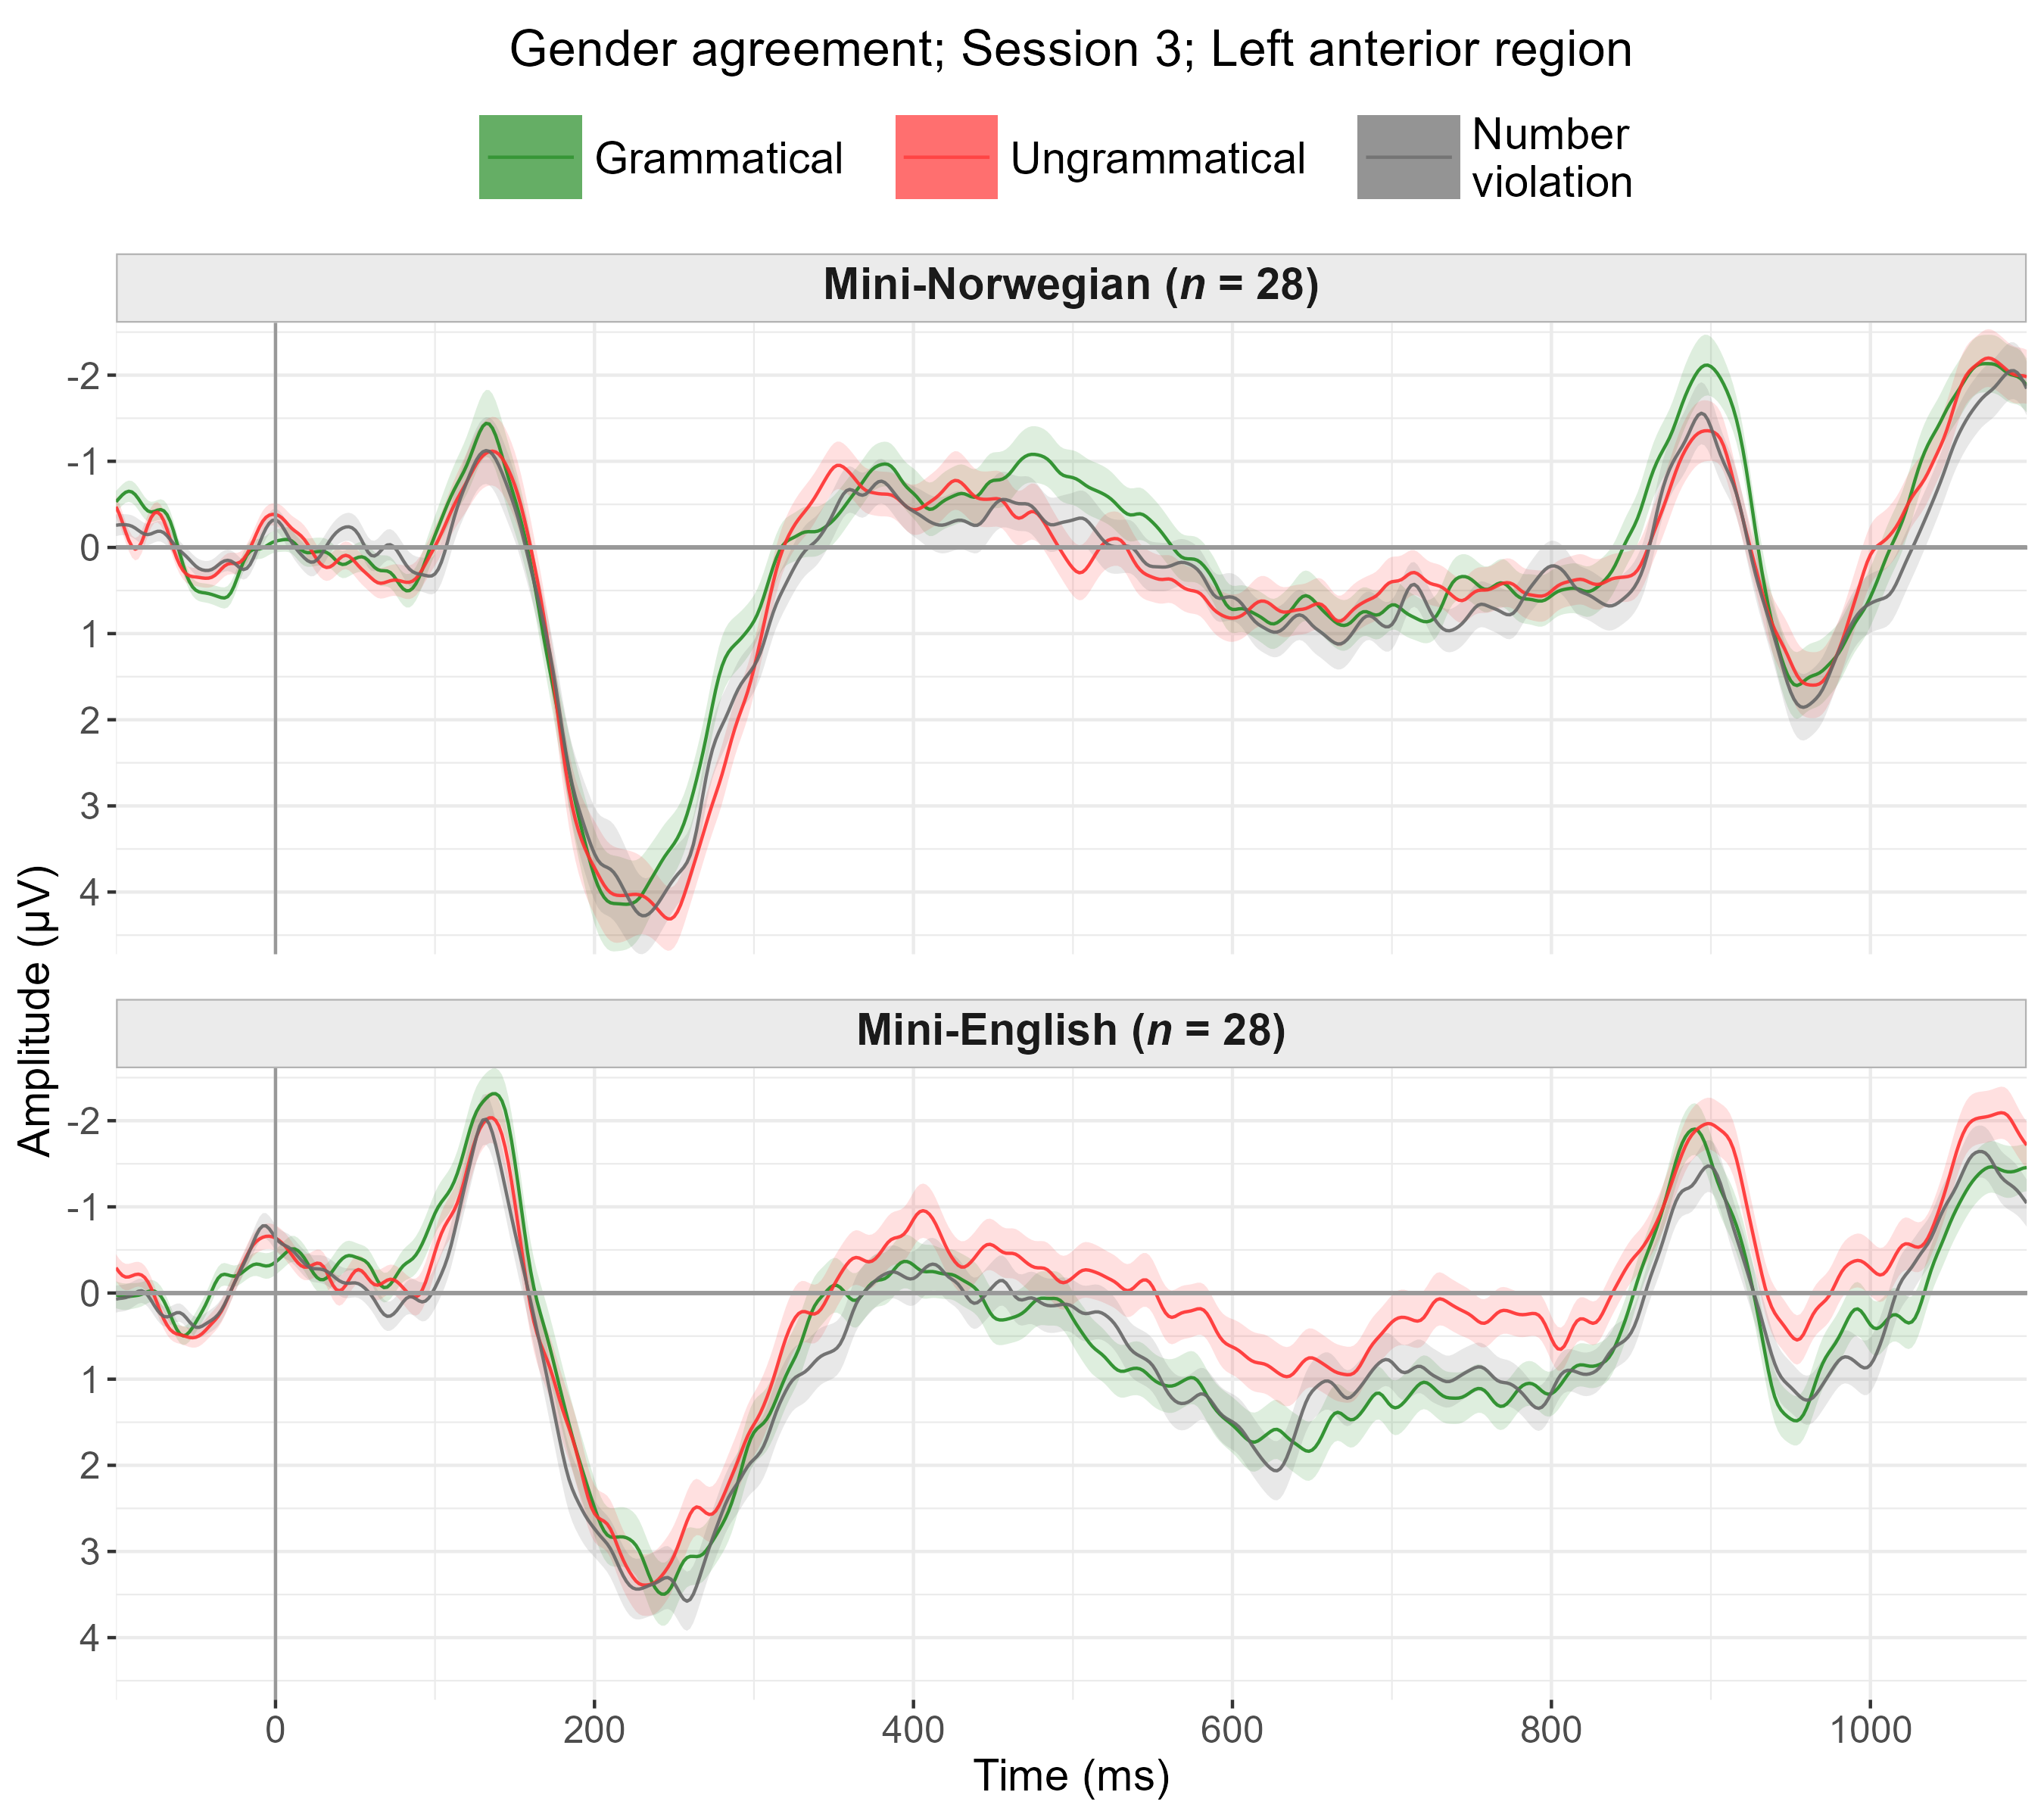 Gender agreement; Session 3; Left anterior region
Grammatical
Ungrammatical
Number
violation
Mini-Norwegian (n = 28)
-2
-1
0
1
2
3
4
Mini-English (n = 28)
-2
-1
0
1
2
3
4
Amplitude (µV)
0 200 400 600 800 1000
Time (ms)